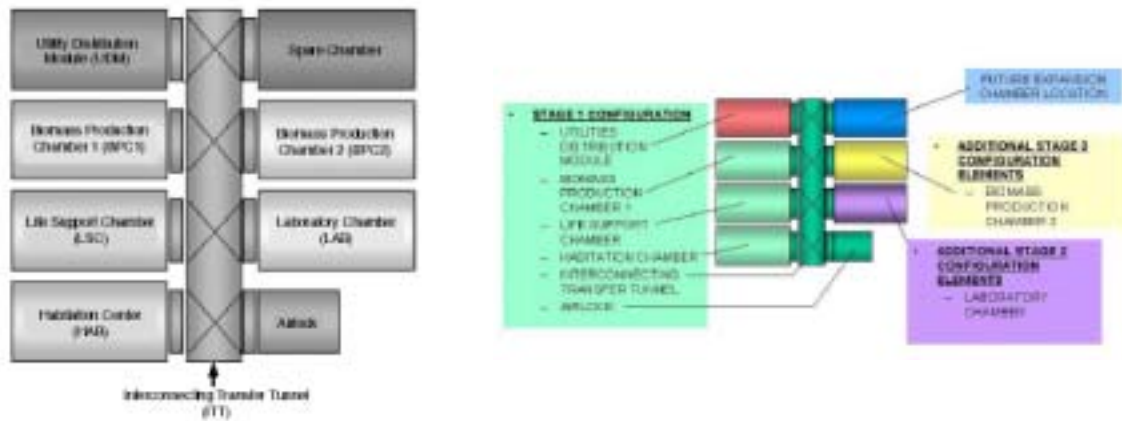 Utility Distribution
Module (UDM)
Spare Chamber
Biomass Production
Chamber 1 (BPC1)
Biomass Production
Chamber 2 (BPC2)
Life Support Chamber
(LSC)
Laboratory Chamber
(LAB)
Habitation Center
(HAB)
Airlock
Interconnecting Transfer Tunnel
(ITT)
STAGE 1 CONFIGURATION
– UTILITIES
DISTRIBUTION
MODULE
– BIOMASS
PRODUCTION
CHAMBER 1
– LIFE SUPPORT
CHAMBER
– HABITATION CHAMBER
– INTERCONNECTING
TRANSFER TUNNEL
– AIRLOCK
FUTURE EXPANSION
CHAMBER LOCATION
ADDITIONAL STAGE 3
CONFIGURATION
ELEMENTS
– BIOMASS
PRODUCTION
CHAMBER 2
ADDITIONAL STAGE 2
CONFIGURATION
ELEMENTS
– LABORATORY
CHAMBER